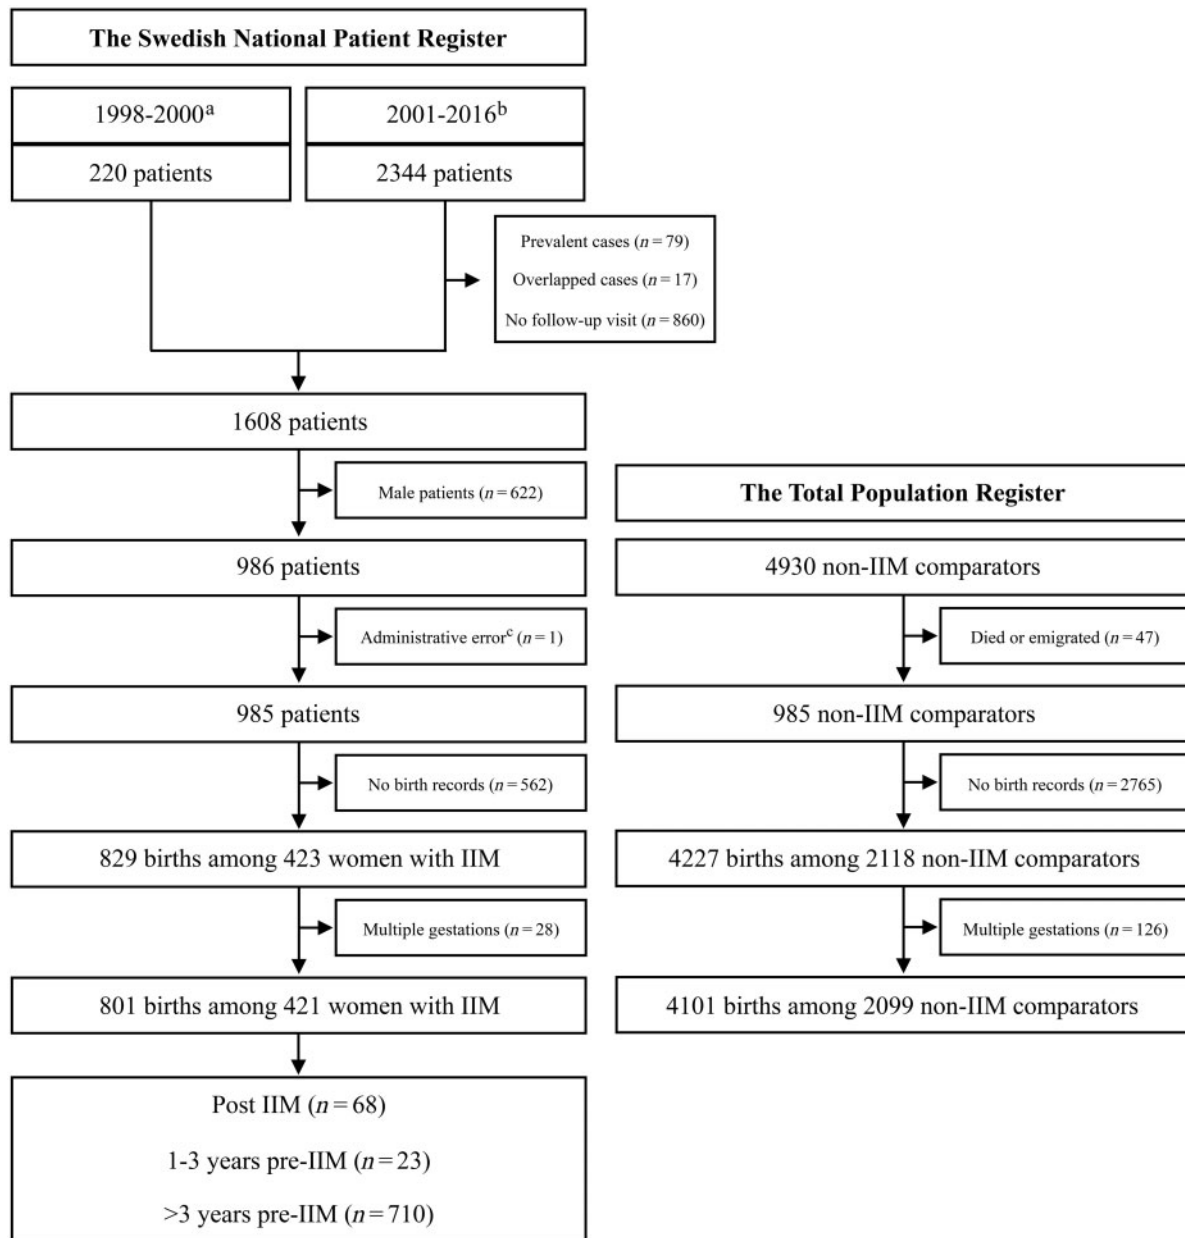 The Swedish National Patient Register
1998-2000a
2001-2016b
220 patients
2344 patients
Prevalent cases (n = 79)
Overlapped cases (n = 17)
No follow-up visit (n = 860)
1608 patients
Male patients (n = 622)
986 patients
Administrative errorc (n = 1)
985 patients
No birth records (n = 562)
829 births among 423 women with IIM
Multiple gestations (n = 28)
801 births among 421 women with IIM
Post IIM (n = 68)
1-3 years pre-IIM (n = 23)
>3 years pre-IIM (n = 710)
The Total Population Register
4930 non-IIM comparators
Died or emigrated (n = 47)
985 non-IIM comparators
No birth records (n = 2765)
4227 births among 2118 non-IIM comparators
Multiple gestations (n = 126)
4101 births among 2099 non-IIM comparators